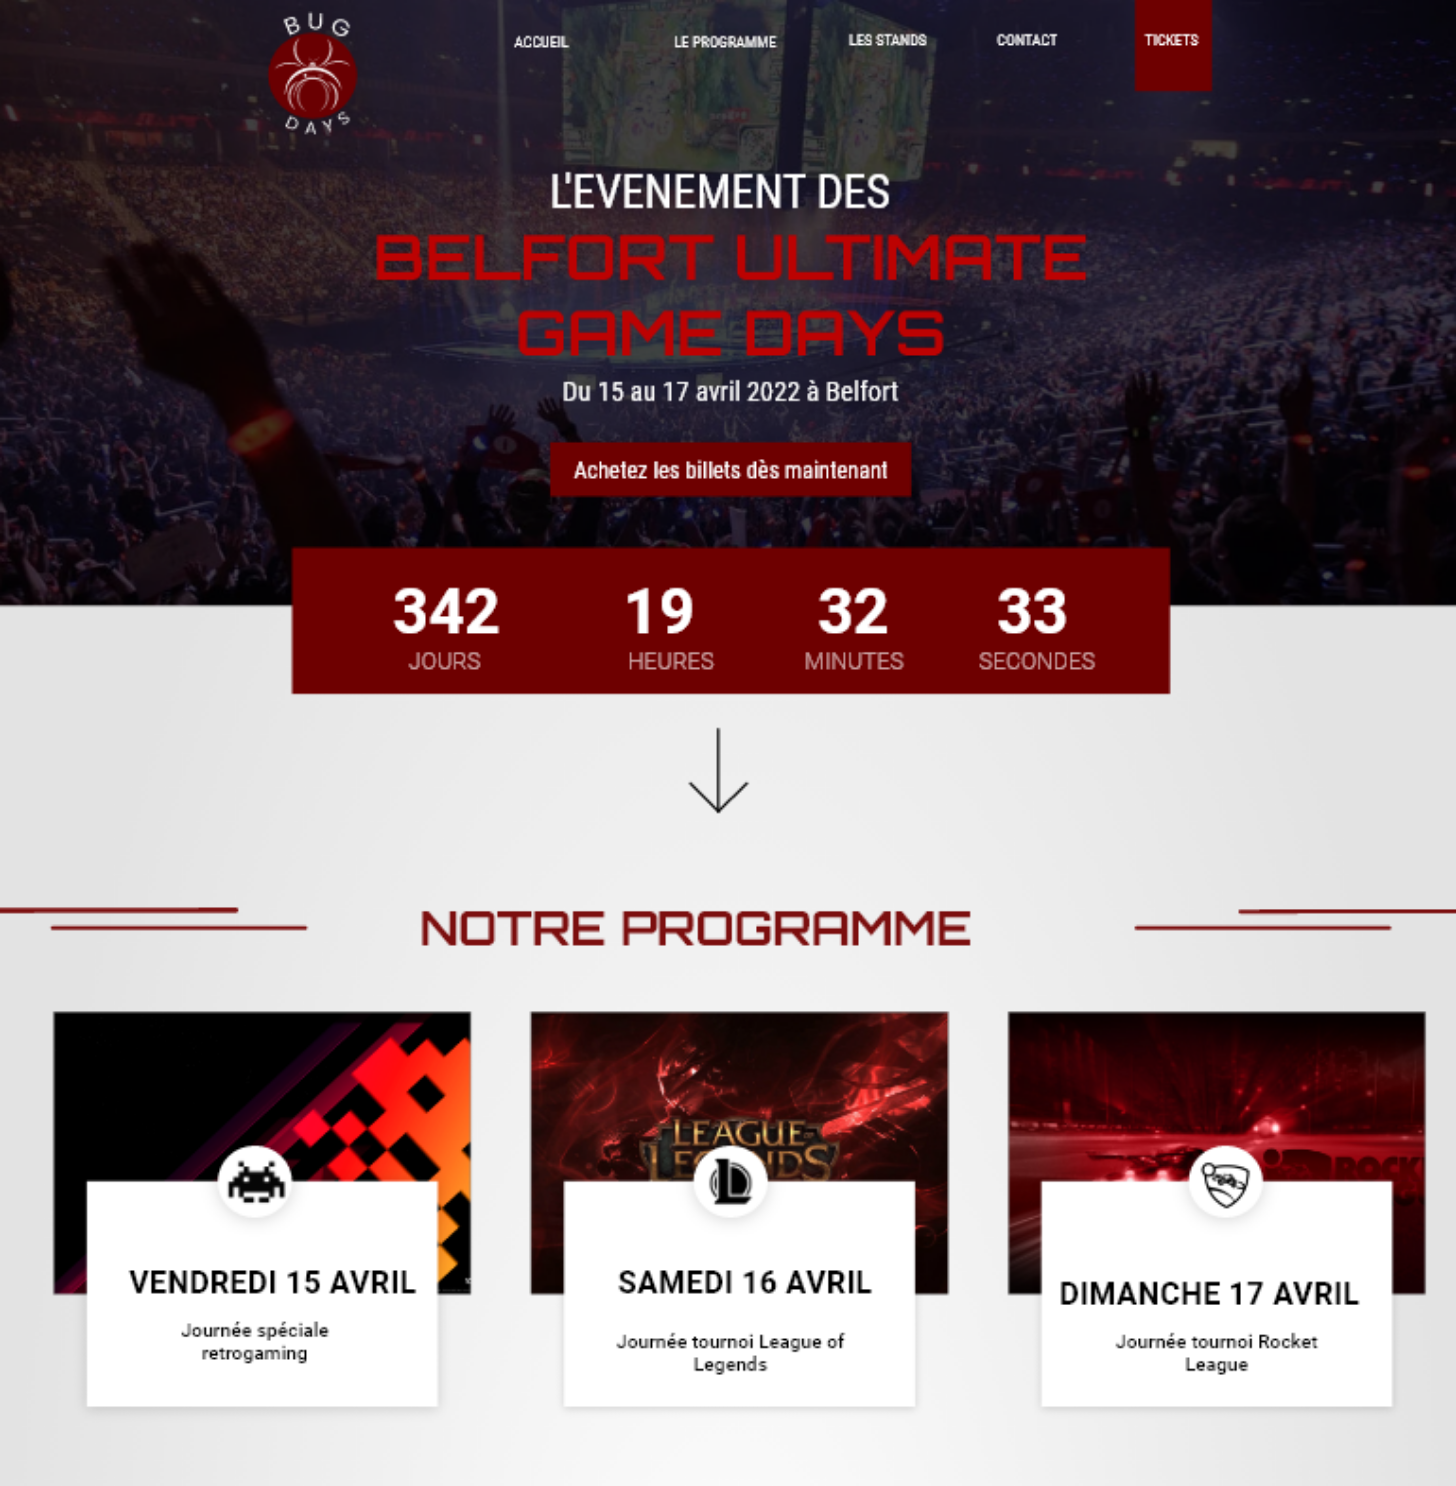 BUG
DAYS
ACCUEIL
LE PROGRAMME
LES STANDS
CONTACT
TICKETS
L'EVENEMENT DES
BELFORT ULTIMATE
GAME DAYS
Du 15 au 17 avril 2022 à Belfort
Achetez les billets dès maintenant
342
19
32
33
JOURS
HEURES
MINUTES
SECONDES
NOTRE PROGRAMME
LEAGUE OF
LEGENDS
ROCK
VENDREDI 15 AVRIL
Journée spéciale
retrogaming
SAMEDI 16 AVRIL
Journée tournoi League of
Legends
DIMANCHE 17 AVRIL
Journée tournoi Rocket
League